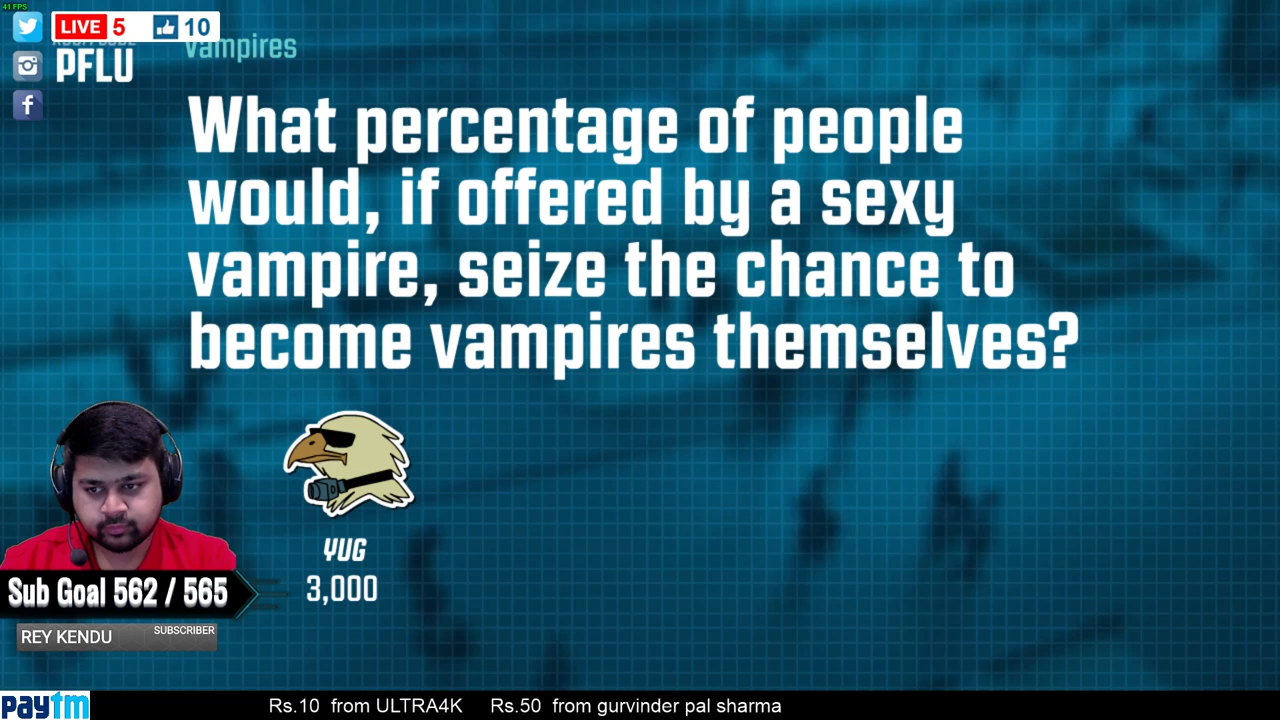 41 FPS
LIVE 5 10
vampires
PFLU
What percentage of people
would, if offered by a sexy
vampire, seize the chance to
become vampires themselves?
YUG
3,000
Sub Goal 562 / 565
REY KENDU SUBSCRIBER
paytm Rs.10 from ULTRA4K Rs.50 from gurvinder pal sharma